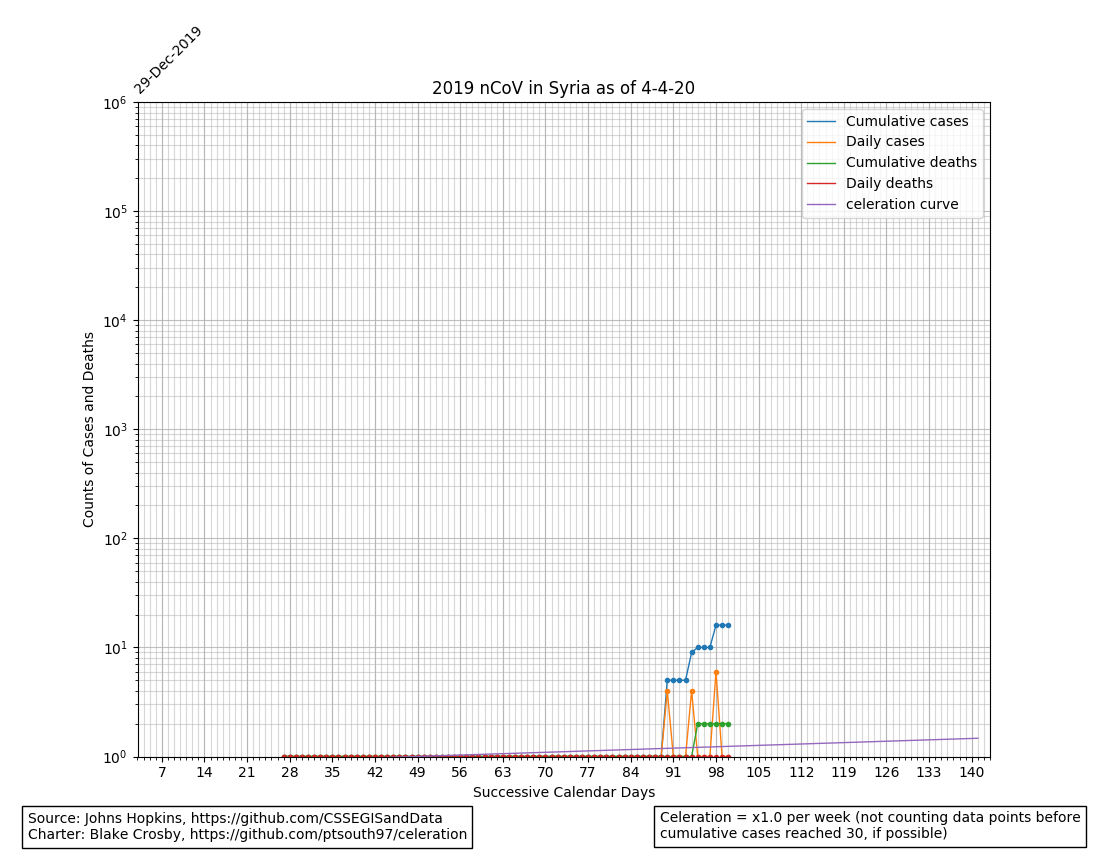 29-Dec-2019
2019 nCoV in Syria as of 4-4-20
Cumulative cases
Daily cases
Cumulative deaths
Daily deaths
celeration curve
Counts of Cases and Deaths
10^6
10^5
10^4
10^3
10^2
10^1
10^0
7 14 21 28 35 42 49 56 63 70 77 84 91 98 105 112 119 126 133 140
Successive Calendar Days
Source: Johns Hopkins, https://github.com/CSSEGISandData
Charter: Blake Crosby, https://github.com/ptsouth97/celeration
Celeration = x1.0 per week (not counting data points before
cumulative cases reached 30, if possible)